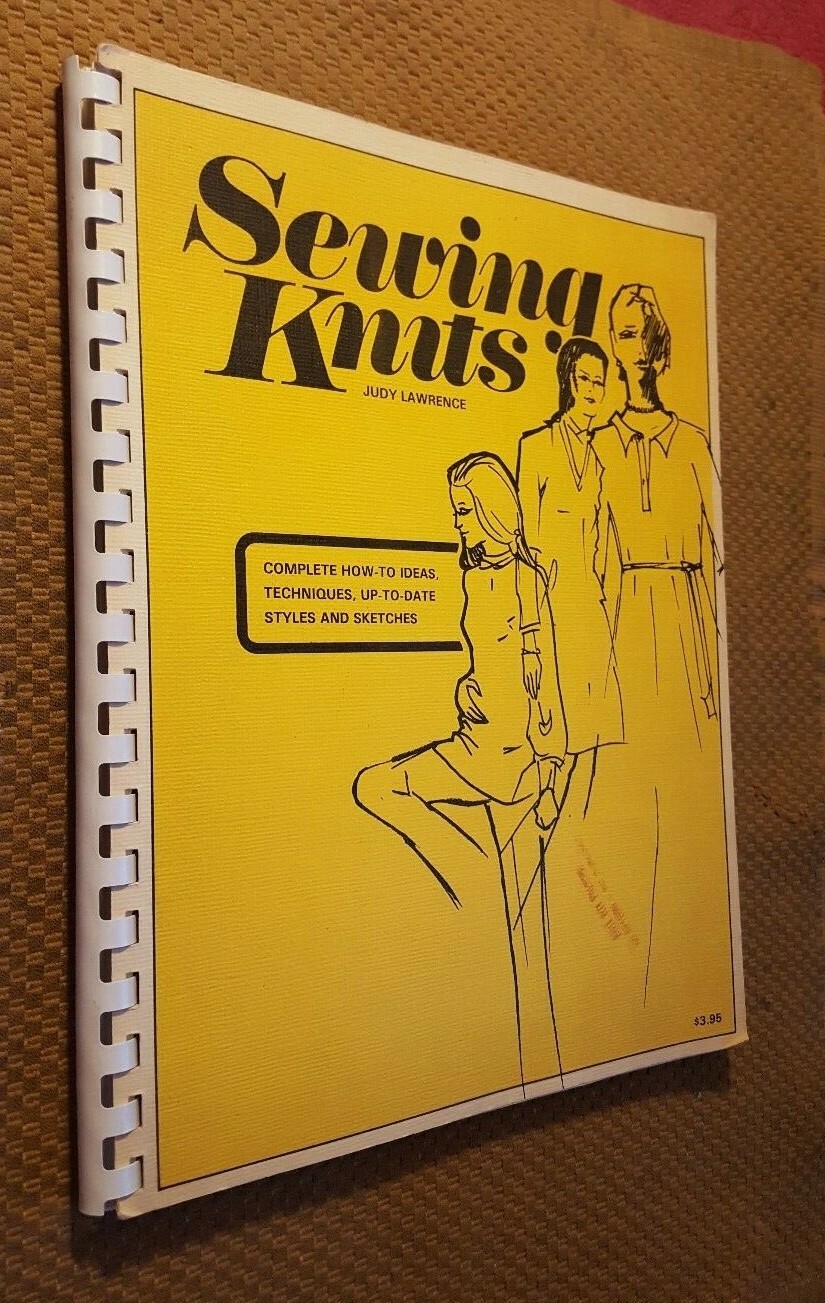 Sewing
Knits
JUDY LAWRENCE
COMPLETE HOW-TO IDEAS,
TECHNIQUES, UP-TO-DATE
STYLES AND SKETCHES
$3.95